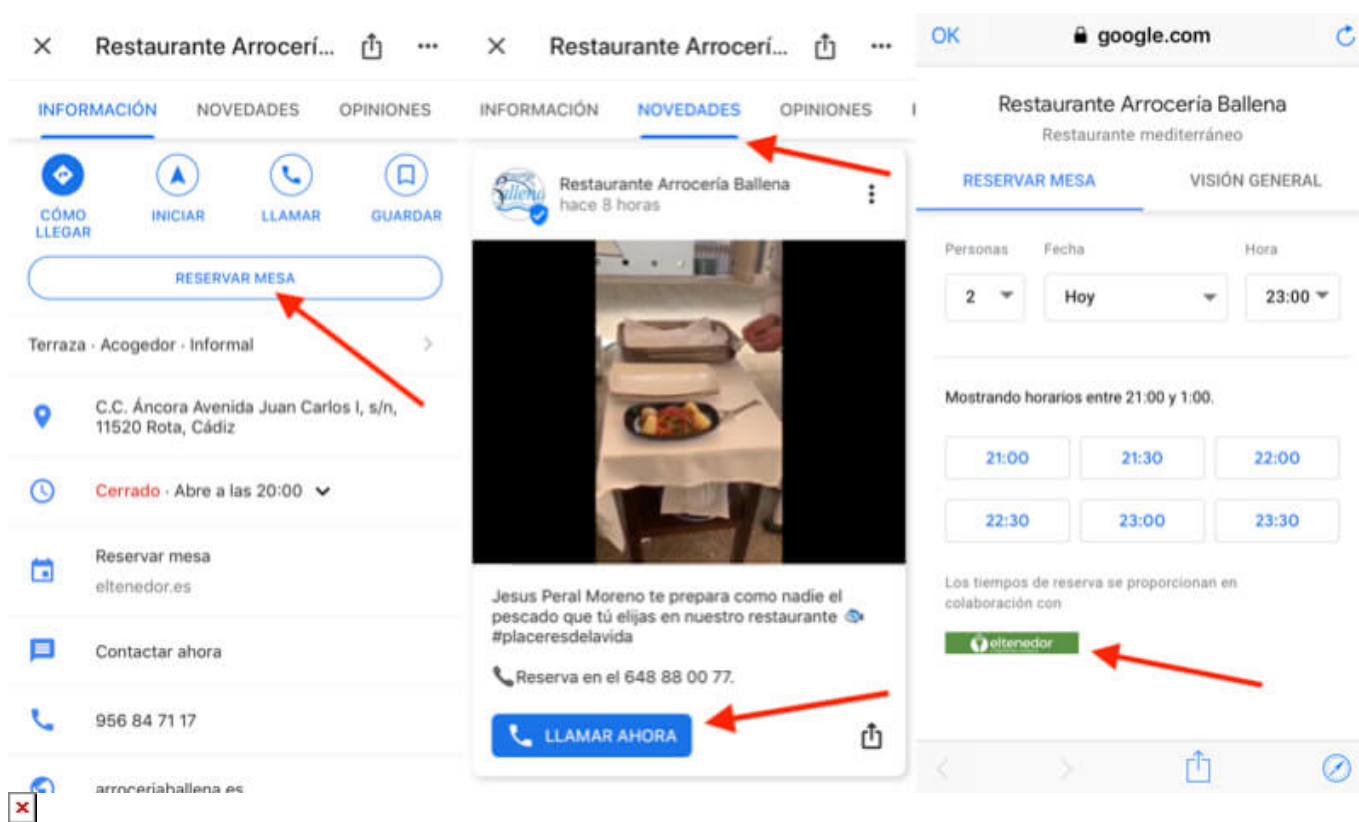 Restaurante Arrocerí...
INFORMACIÓN NOVEDADES OPINIONES
CÓMO LLEGAR
INICIAR
LLAMAR
GUARDAR
RESERVAR MESA
Terraza · Acogedor · Informal
C.C. Áncora Avenida Juan Carlos I, s/n,
11520 Rota, Cádiz
Cerrado · Abre a las 20:00
Reservar mesa
eltenedor.es
Contactar ahora
956 84 71 17
arroceriaballena.es
Restaurante Arrocerí...
INFORMACIÓN NOVEDADES OPINIONES
Ballena
Restaurante Arrocería Ballena
hace 8 horas
Jesus Peral Moreno te prepara como nadie el
pescado que tú elijas en nuestro restaurante 🐟
#placeresdelavida
📞Reserva en el 648 88 00 77.
LLAMAR AHORA
OK google.com
Restaurante Arrocería Ballena
Restaurante mediterráneo
RESERVAR MESA VISIÓN GENERAL
Personas Fecha Hora
2 Hoy 23:00
Mostrando horarios entre 21:00 y 1:00.
21:00 21:30 22:00
22:30 23:00 23:30
Los tiempos de reserva se proporcionan en
colaboración con
eltenedor